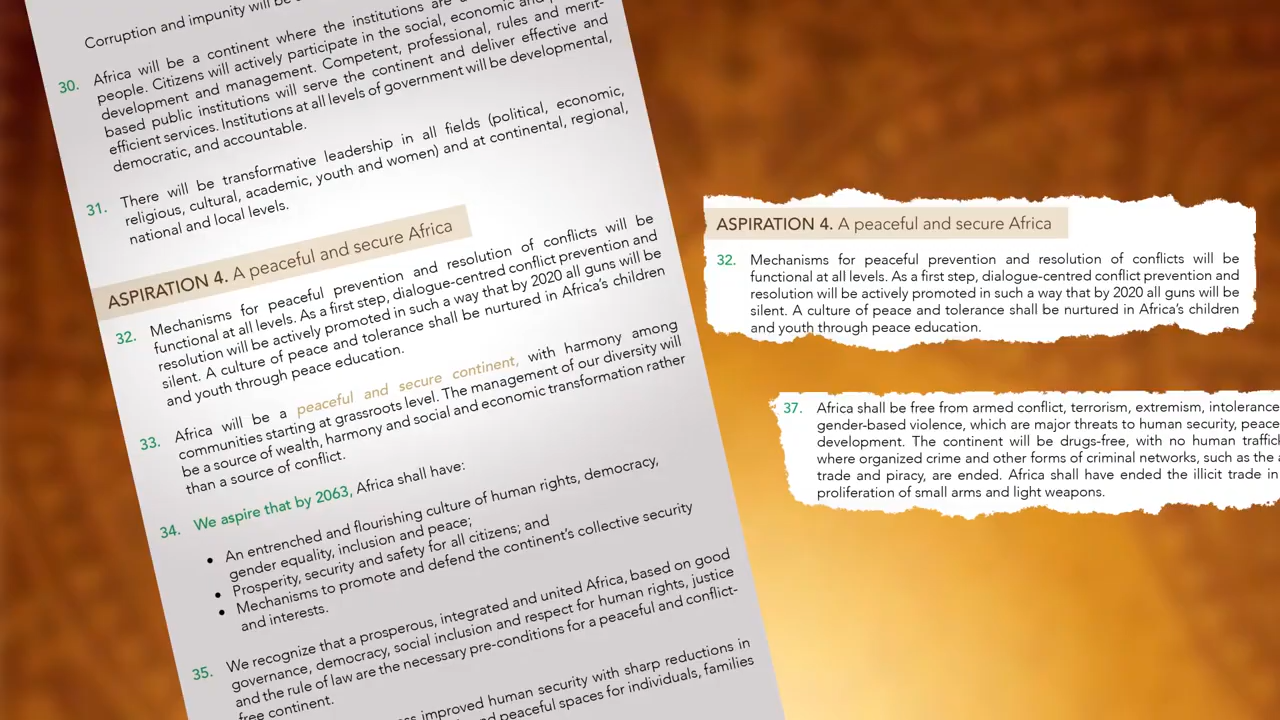 Corruption and impunity will be
30. Africa will be a continent where the institutions are
people. Citizens will actively participate in the social, economic and
development and management. Competent, professional, rules and merit-
based public institutions will serve the continent and deliver effective and
efficient services. Institutions at all levels of government will be developmental,
democratic, and accountable.
31. There will be transformative leadership in all fields (political, economic,
religious, cultural, academic, youth and women) and at continental, regional,
national and local levels.
ASPIRATION 4. A peaceful and secure Africa
32. Mechanisms for peaceful prevention and resolution of conflicts will be
functional at all levels. As a first step, dialogue-centred conflict prevention and
resolution will be actively promoted in such a way that by 2020 all guns will be
silent. A culture of peace and tolerance shall be nurtured in Africa's children
and youth through peace education.
33. Africa will be a peaceful and secure continent, with harmony among
communities starting at grassroots level. The management of our diversity will
be a source of wealth, harmony and social and economic transformation rather
than a source of conflict.
34. We aspire that by 2063, Africa shall have:
• An entrenched and flourishing culture of human rights, democracy,
gender equality, inclusion and peace;
• Prosperity, security and safety for all citizens; and
• Mechanisms to promote and defend the continent's collective security
and interests.
35. We recognize that a prosperous, integrated and united Africa, based on good
governance, democracy, social inclusion and respect for human rights, justice
and the rule of law are the necessary pre-conditions for a peaceful and conflict-
free continent.
improved human security with sharp reductions in
and peaceful spaces for individuals, families
ASPIRATION 4. A peaceful and secure Africa
32. Mechanisms for peaceful prevention and resolution of conflicts will be
functional at all levels. As a first step, dialogue-centred conflict prevention and
resolution will be actively promoted in such a way that by 2020 all guns will be
silent. A culture of peace and tolerance shall be nurtured in Africa's children
and youth through peace education.
37. Africa shall be free from armed conflict, terrorism, extremism, intolerance
gender-based violence, which are major threats to human security, peace
development. The continent will be drugs-free, with no human
where organized crime and other forms of criminal networks, such as the
trade and piracy, are ended. Africa shall have ended the illicit trade in
proliferation of small arms and light weapons.